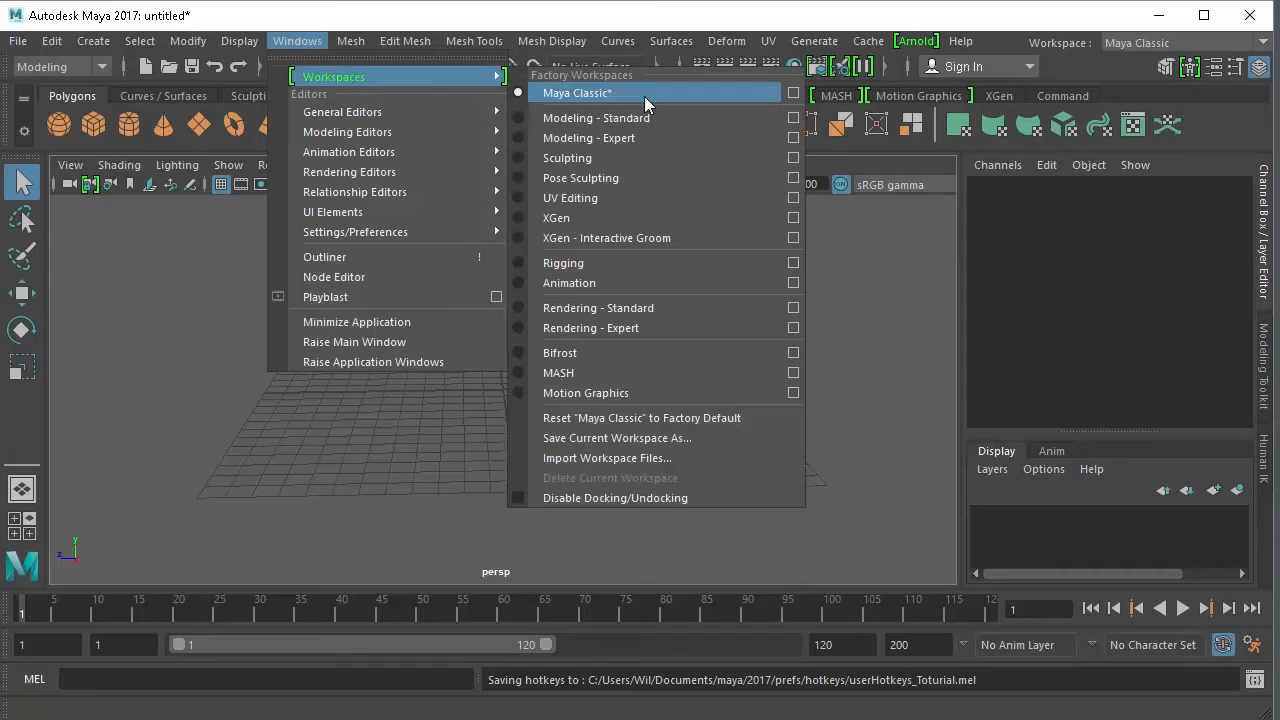 Autodesk Maya 2017: untitled*
File Edit Create Select Modify Display Windows Mesh Edit Mesh Mesh Tools Mesh Display Curves Surfaces Deform UV Generate Cache [Arnold] Help Workspace : Maya Classic
Modeling Sign In
Polygons Curves / Surfaces MASH Motion Graphics XGen Command
View Shading Lighting Show
sRGB gamma
Workspaces
Editors
General Editors
Modeling Editors
Animation Editors
Rendering Editors
Relationship Editors
UI Elements
Settings/Preferences
Outliner !
Node Editor
Playblast
Minimize Application
Raise Main Window
Raise Application Windows
Factory Workspaces
Maya Classic*
Modeling - Standard
Modeling - Expert
Sculpting
Pose Sculpting
UV Editing
XGen
XGen - Interactive Groom
Rigging
Animation
Rendering - Standard
Rendering - Expert
Bifrost
MASH
Motion Graphics
Reset "Maya Classic" to Factory Default
Save Current Workspace As...
Import Workspace Files...
Delete Current Workspace
Disable Docking/Undocking
Channels Edit Object Show
Channel Box / Layer Editor
Modeling Toolkit
Human IK
Display Anim
Layers Options Help
y
z
persp
1 5 10 15 20 25 30 35 40 45 50 55 60 65 70 75 80 85 90 95 100 105 110 115 12
1
1 1 1 120 120 200 No Anim Layer No Character Set
MEL Saving hotkeys to : C:/Users/Wil/Documents/maya/2017/prefs/hotkeys/userHotkeys_Toturial.mel